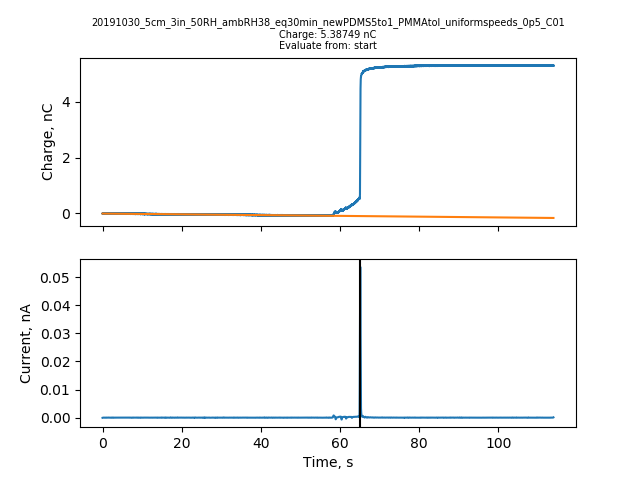 20191030_5cm_3in_50RH_ambRH38_eq30min_newPDMS5to1_PMMAtol_uniformspeeds_0p5_C01
Charge: 5.38749 nC
Evaluate from: start
4
2
0
Charge, nC
0.05
0.04
0.03
0.02
0.01
0.00
Current, nA
0 20 40 60 80 100
Time, s